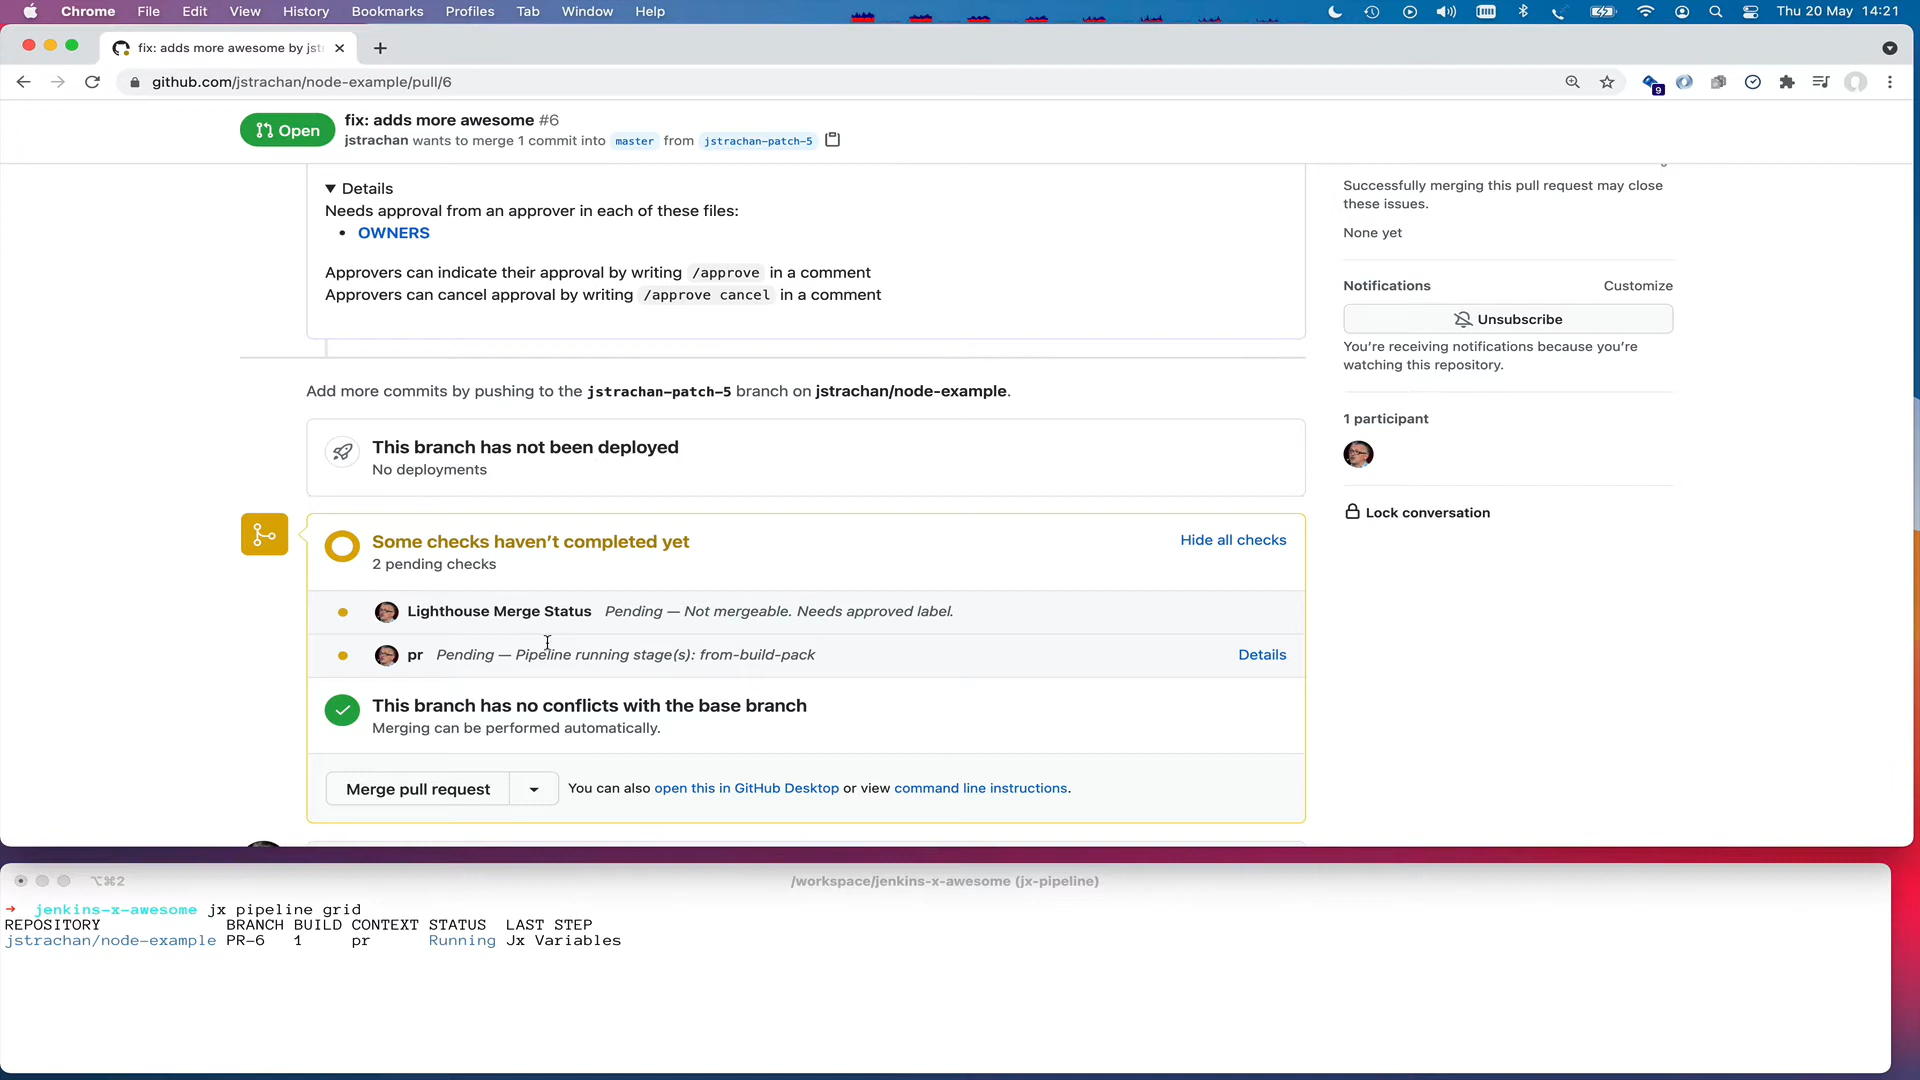 Chrome File Edit View History Bookmarks Profiles Tab Window Help
Thu 20 May 14:21
fix: adds more awesome by jst
github.com/jstrachan/node-example/pull/6
9
Open
fix: adds more awesome #6
jstrachan wants to merge 1 commit into master from jstrachan-patch-5
Details
Needs approval from an approver in each of these files:
• OWNERS
Approvers can indicate their approval by writing /approve in a comment
Approvers can cancel approval by writing /approve cancel in a comment
Add more commits by pushing to the jstrachan-patch-5 branch on jstrachan/node-example.
This branch has not been deployed
No deployments
Some checks haven’t completed yet
Hide all checks
2 pending checks
Lighthouse Merge Status Pending — Not mergeable. Needs approved label.
pr Pending — Pipeline running stage(s): from-build-pack
Details
This branch has no conflicts with the base branch
Merging can be performed automatically.
Merge pull request
You can also open this in GitHub Desktop or view command line instructions.
Successfully merging this pull request may close
these issues.
None yet
Notifications
Customize
Unsubscribe
You’re receiving notifications because you’re
watching this repository.
1 participant
Lock conversation
⌥⌘2
/workspace/jenkins-x-awesome (jx-pipeline)
➜ jenkins-x-awesome jx pipeline grid
REPOSITORY BRANCH BUILD CONTEXT STATUS LAST STEP
jstrachan/node-example PR-6 1 pr Running Jx Variables